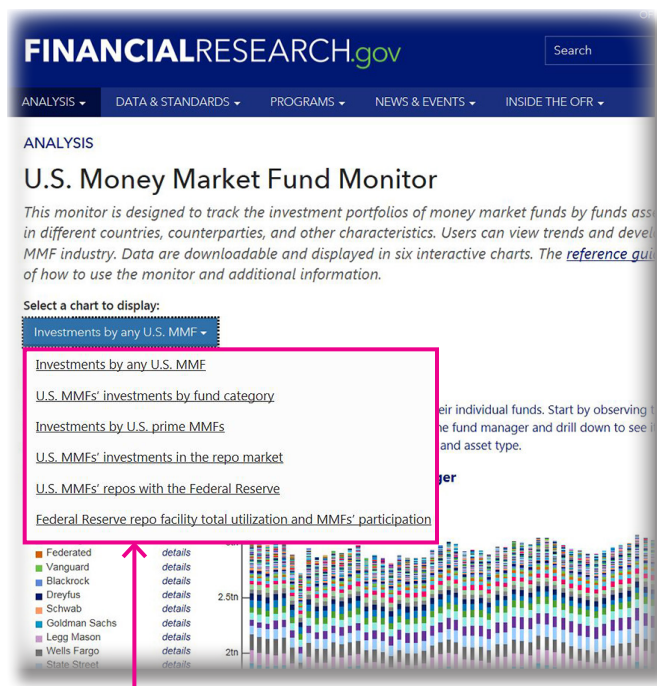 FINANCIALRESEARCH.gov
Search
ANALYSIS
DATA & STANDARDS
PROGRAMS
NEWS & EVENTS
INSIDE THE OFR
ANALYSIS
U.S. Money Market Fund Monitor
This monitor is designed to track the investment portfolios of money market funds by funds ass
in different countries, counterparties, and other characteristics. Users can view trends and devel
MMF industry. Data are downloadable and displayed in six interactive charts. The reference gui
of how to use the monitor and additional information.
Select a chart to display:
Investments by any U.S. MMF
Investments by any U.S. MMF
U.S. MMFs' investments by fund category
Investments by U.S. prime MMFs
U.S. MMFs' investments in the repo market
U.S. MMFs' repos with the Federal Reserve
Federal Reserve repo facility total utilization and MMFs' participation
eir individual funds. Start by observing
e fund manager and drill down to see
and asset type.
ger
Federated details
Vanguard details
Blackrock details
Dreyfus details
Schwab details
Goldman Sachs details
Legg Mason details
Wells Fargo details
State Street details
2.5tn
2tn